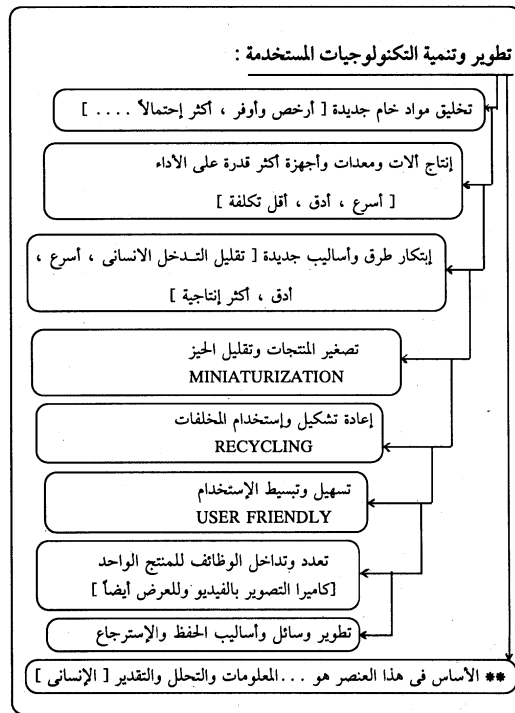 تطوير وتنمية التكنولوجيات المستخدمة :
تخليق مواد خام جديدة [ أرخص وأوفر ، أكثر إحتمالاً . . . . ]
إنتاج ألات ومعدات وأجهزة أكثر قدرة على الأداء
[ أسرع ، أدق ، أقل تكلفة ]
إبتكار طرق وأساليب جديدة [ تقليل التـدخل الانسانى ، أسرع ،
أدق ، أكثر إنتاجية ]
تصغير المنتجات وتقليل الحيز
MINIATURIZATION
إعادة تشكيل وإستخدام المخلفات
RECYCLING
تسهيل وتبسيط الإستخدام
USER FRIENDLY
تعدد وتداخل الوظائف للمنتج الواحد
[كاميرا التصوير بالفيديو وللعرض أيضاً ]
تطوير وسائل وأساليب الحفظ والإسترجاع
** الأساس فى هذا العنصر هو . . . المعلومات والتحلل والتقدير [ الإنسانى ]